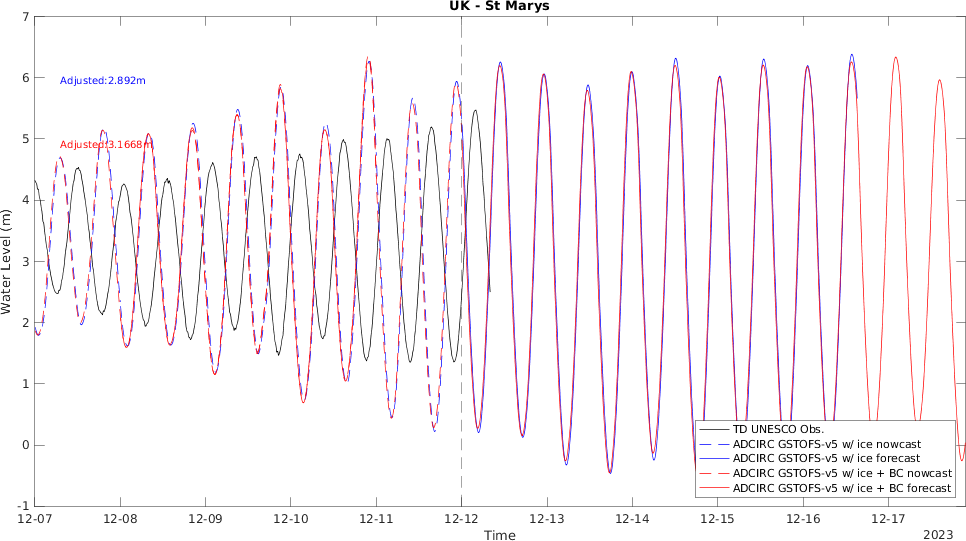 UK - St Marys
7
6
5
4
3
2
1
0
-1
Water Level (m)
Adjusted:2.892m
Adjusted:3.1668m
TD UNESCO Obs.
ADCIRC GSTOFS-v5 w/ ice nowcast
ADCIRC GSTOFS-v5 w/ ice forecast
ADCIRC GSTOFS-v5 w/ ice + BC nowcast
ADCIRC GSTOFS-v5 w/ ice + BC forecast
12-07 12-08 12-09 12-10 12-11 12-12 12-13 12-14 12-15 12-16 12-17
Time
2023